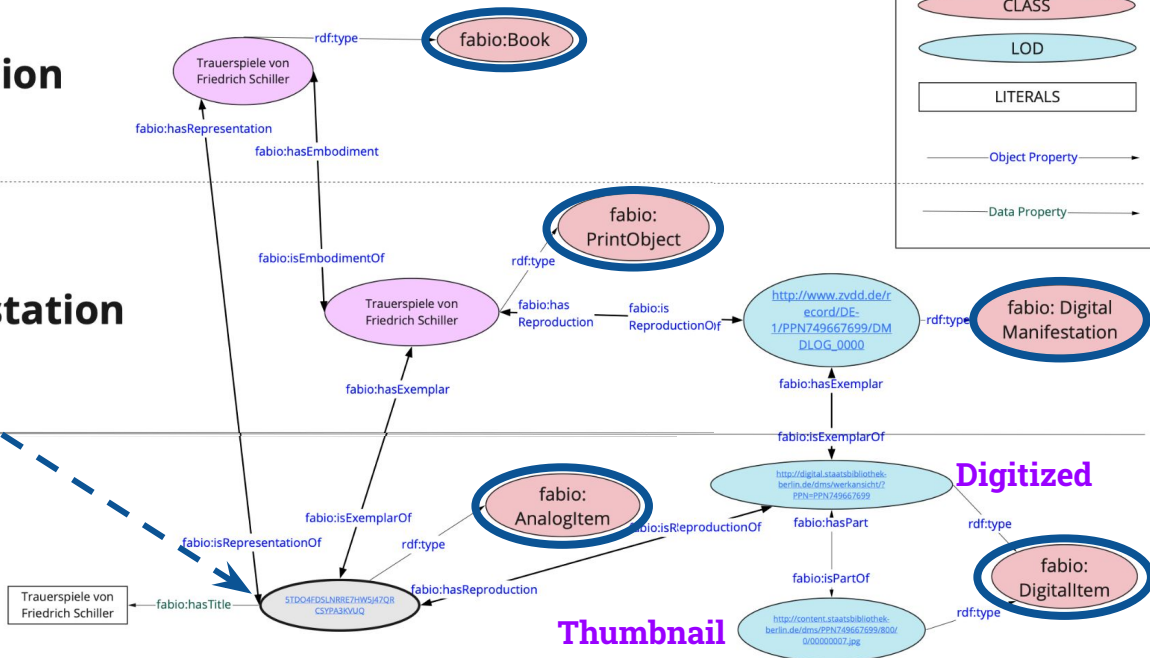 CLASS
rdf:type
fabio:Book
LOD
Trauerspiele von
Friedrich Schiller
ion
LITERALS
fabio:hasRepresentation
fabio:hasEmbodiment
Object Property
Data Property
fabio:
PrintObject
rdf:type
fabio:isEmbodimentOf
station
Trauerspiele von
Friedrich Schiller
fabio:has
Reproduction
fabio:is
ReproductionOf
http://www.zvdd.de/r
ecord/DE-
1/PPN749667699/DM
DLOG_0000
rdf:type
fabio: Digital
Manifestation
fabio:hasExemplar
fabio:hasExemplar
fabio:isExemplarOf
http://digital.staatsbibliothek-
berlin.de/dms/werkansicht/?
PPN=PPN749667699
Digitized
fabio:
AnalogItem
fabio:isExemplarOf
fabio:isReproductionOf
fabio:hasPart
rdf:type
fabio:isRepresentationOf
rdf:type
fabio:
DigitalItem
fabio:isPartOf
fabio:hasReproduction
Trauerspiele von
Friedrich Schiller
fabio:hasTitle
5TDO4FDSLNRRE7HWSJ47QR
CSYPA3KVUQ
rdf:type
Thumbnail
http://content.staatsbibliothek-
berlin.de/dms/PPN749667699/800/
0/00000007.jpg